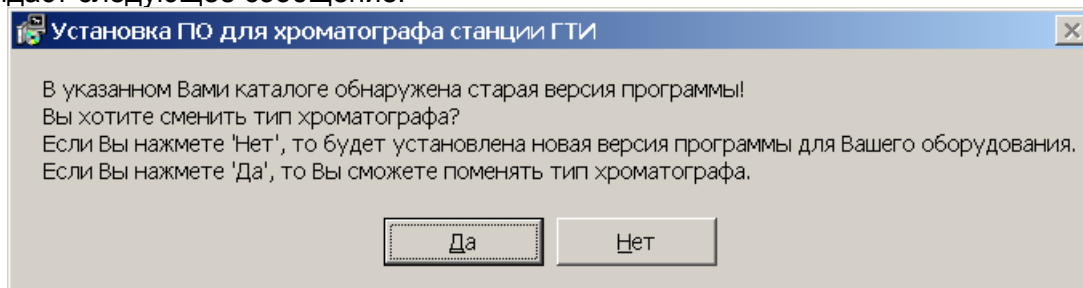 следующее сообщение:
Установка ПО для хроматографа станции ГТИ
В указанном Вами каталоге обнаружена старая версия программы!
Вы хотите сменить тип хроматографа?
Если Вы нажмете 'Нет', то будет установлена новая версия программы для Вашего оборудования.
Если Вы нажмете 'Да', то Вы сможете поменять тип хроматографа.
Да Нет